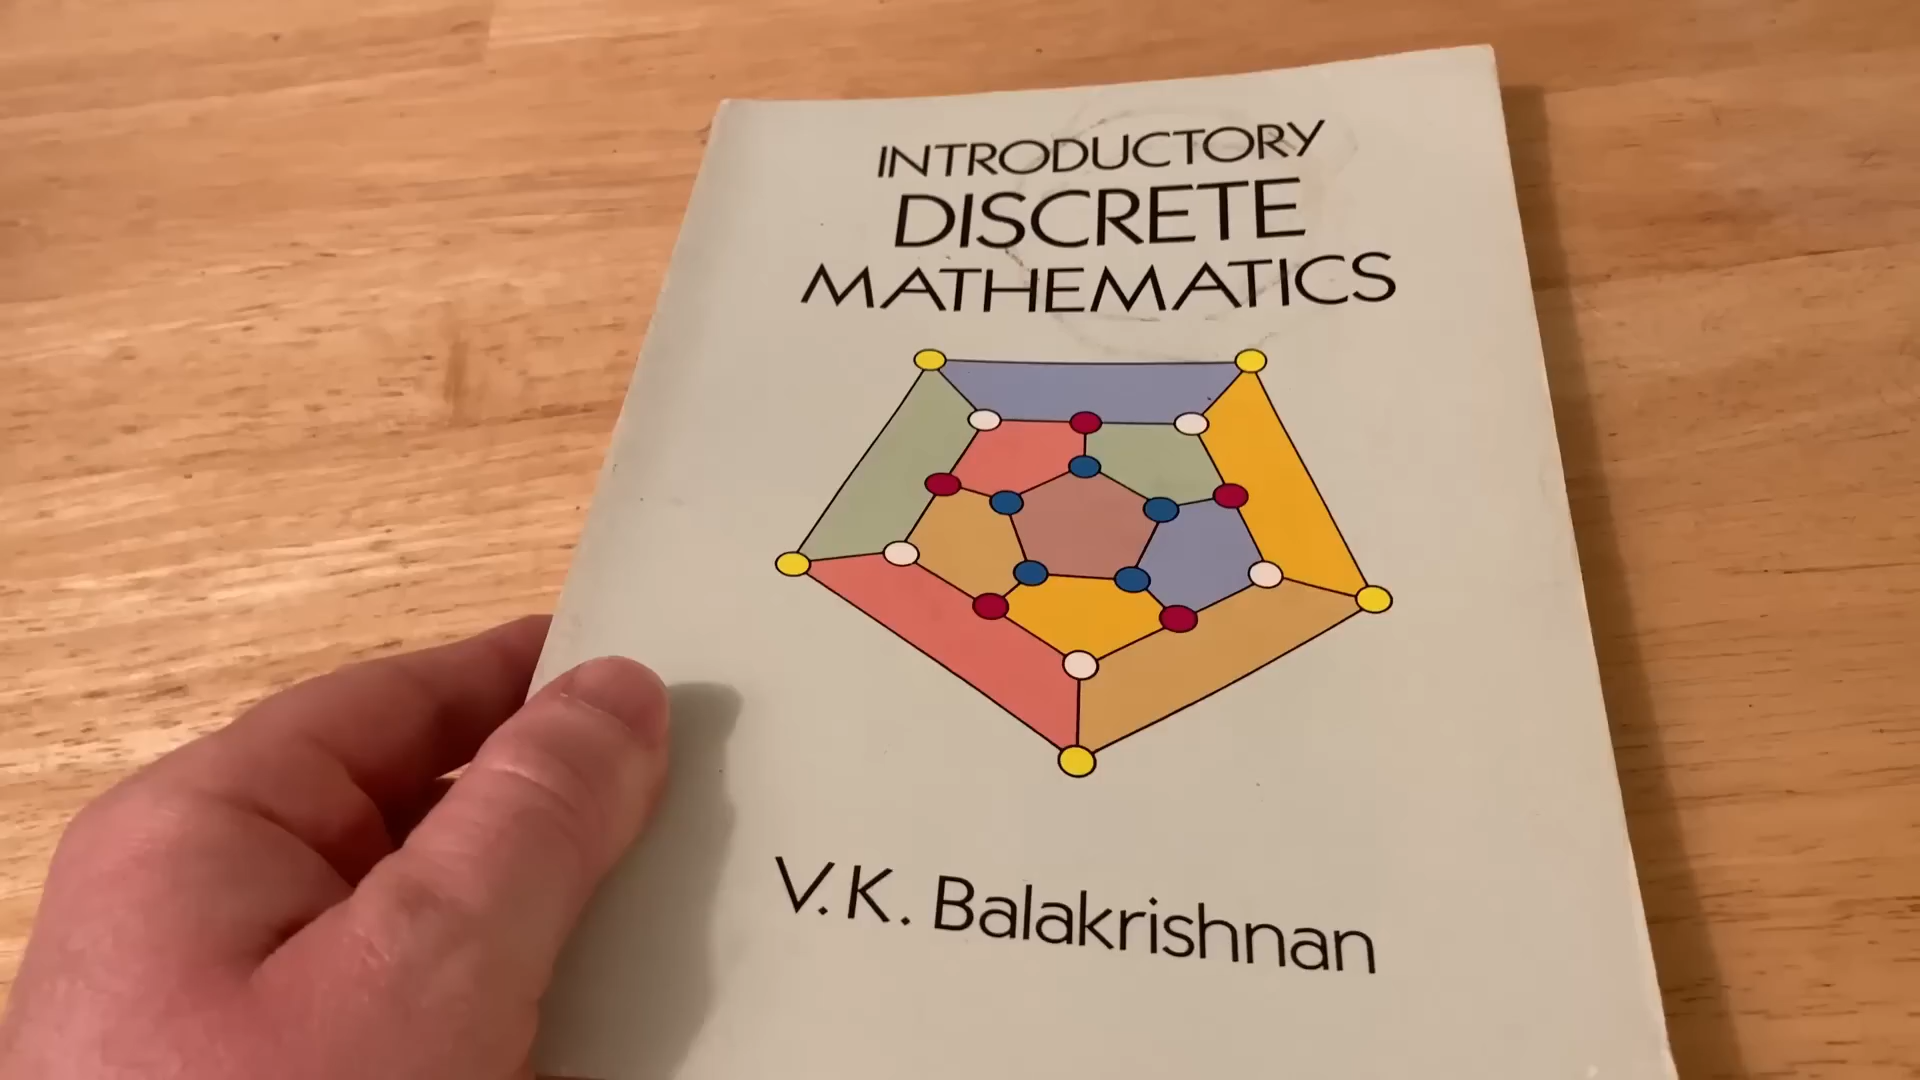 INTRODUCTORY
DISCRETE
MATHEMATICS
V. K. Balakrishnan